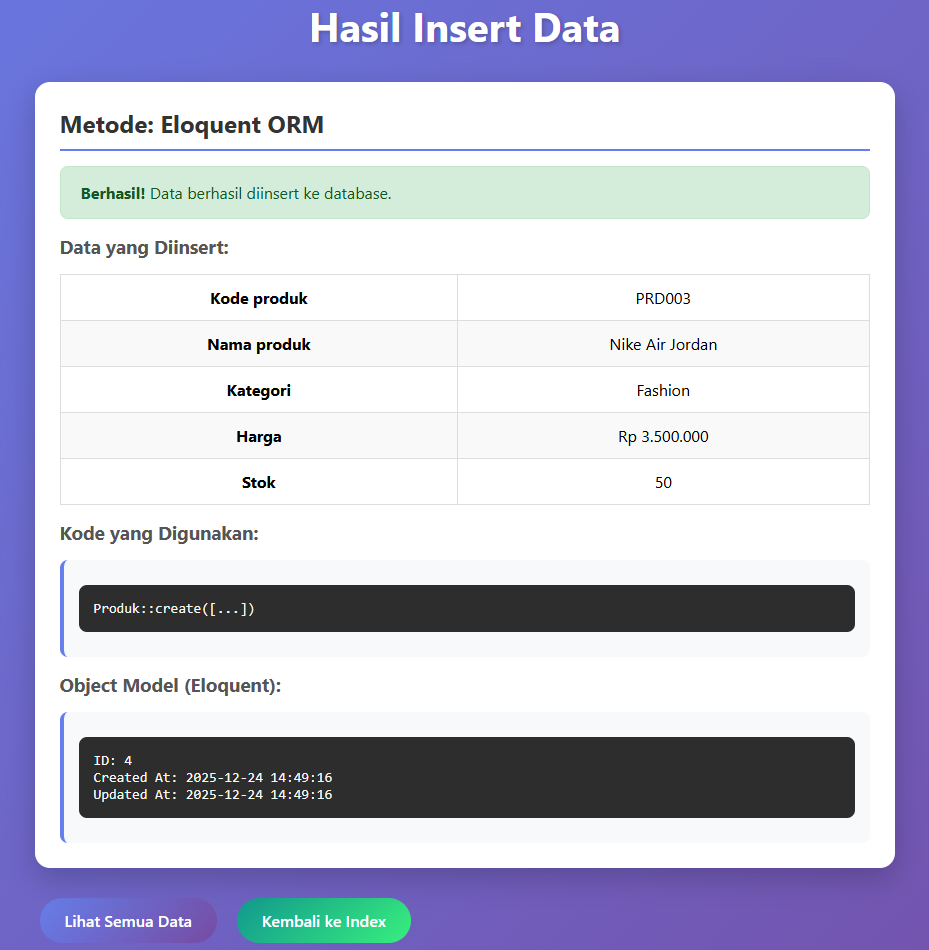 Hasil Insert Data
Metode: Eloquent ORM
Berhasil! Data berhasil diinsert ke database.
Data yang Diinsert:
Kode produk PRD003
Nama produk Nike Air Jordan
Kategori Fashion
Harga Rp 3.500.000
Stok 50
Kode yang Digunakan:
Produk::create([...])
Object Model (Eloquent):
ID: 4
Created At: 2025-12-24 14:49:16
Updated At: 2025-12-24 14:49:16
Lihat Semua Data Kembali ke Index